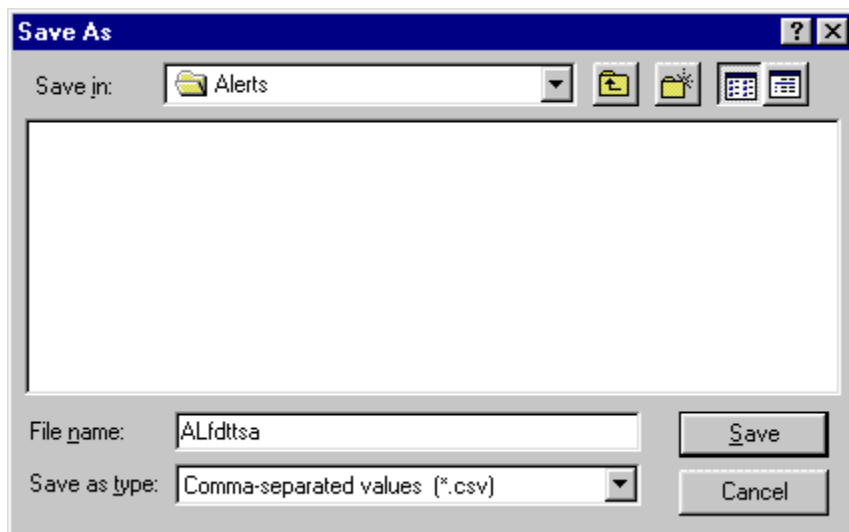 Save As
Save in: Alerts
File name: ALfdttsa
Save
Save as type: Comma-separated values (*.csv)
Cancel